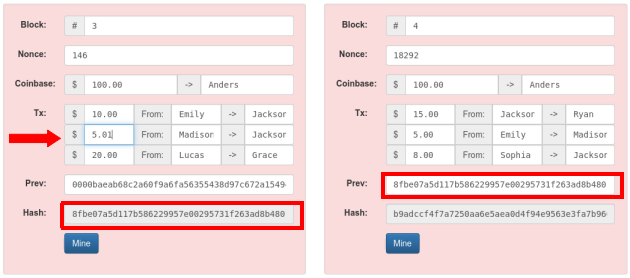 Block: # 3
Nonce: 146
Coinbase: $ 100.00 -> Anders
Tx: $ 10.00 From: Emily -> Jackson
$ 5.01 From: Madison -> Jackson
$ 20.00 From: Lucas -> Grace
Prev: 0000baeab68c2a60f9a6fa56355438d97c672a1549
Hash: 8fbe07a5d117b586229957e00295731f263ad8b480
Mine
Block: # 4
Nonce: 18292
Coinbase: $ 100.00 -> Anders
Tx: $ 15.00 From: Jackson -> Ryan
$ 5.00 From: Emily -> Madison
$ 8.00 From: Sophia -> Jackson
Prev: 8fbe07a5d117b586229957e00295731f263ad8b480
Hash: b9adccf4f7a7250aa6e5aea0d4f94e9563e3fa7b96
Mine